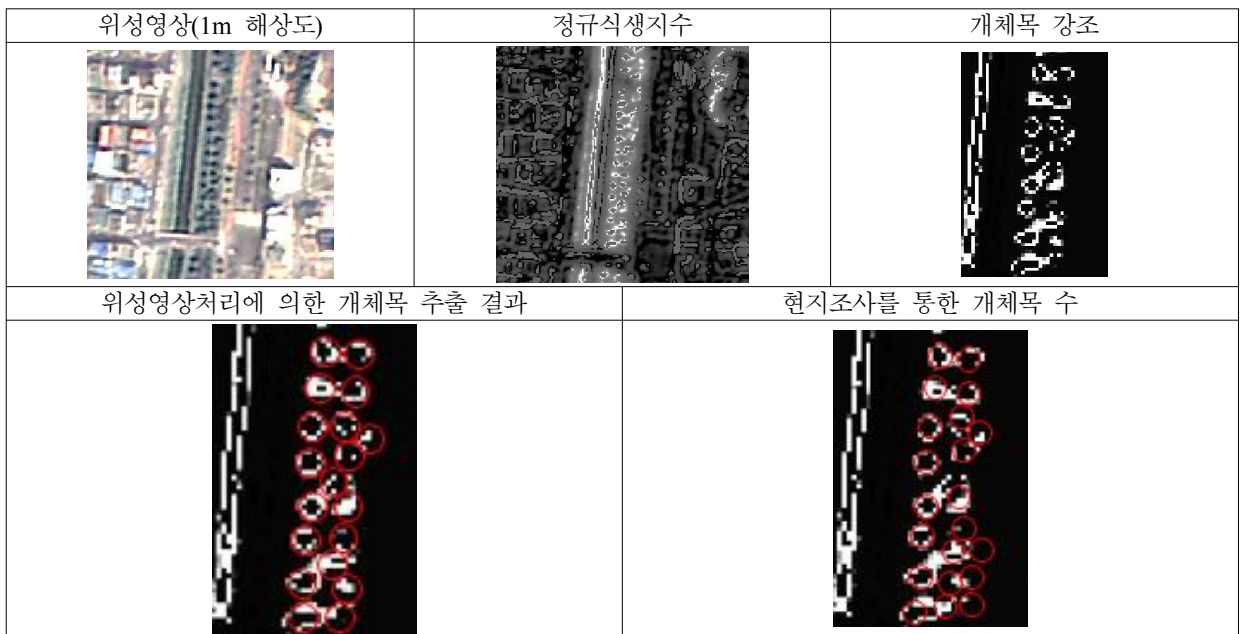 위성영상(1m 해상도)
정규식생지수
개체목 강조
위성영상처리에 의한 개체목 추출 결과
현지조사를 통한 개체목 수